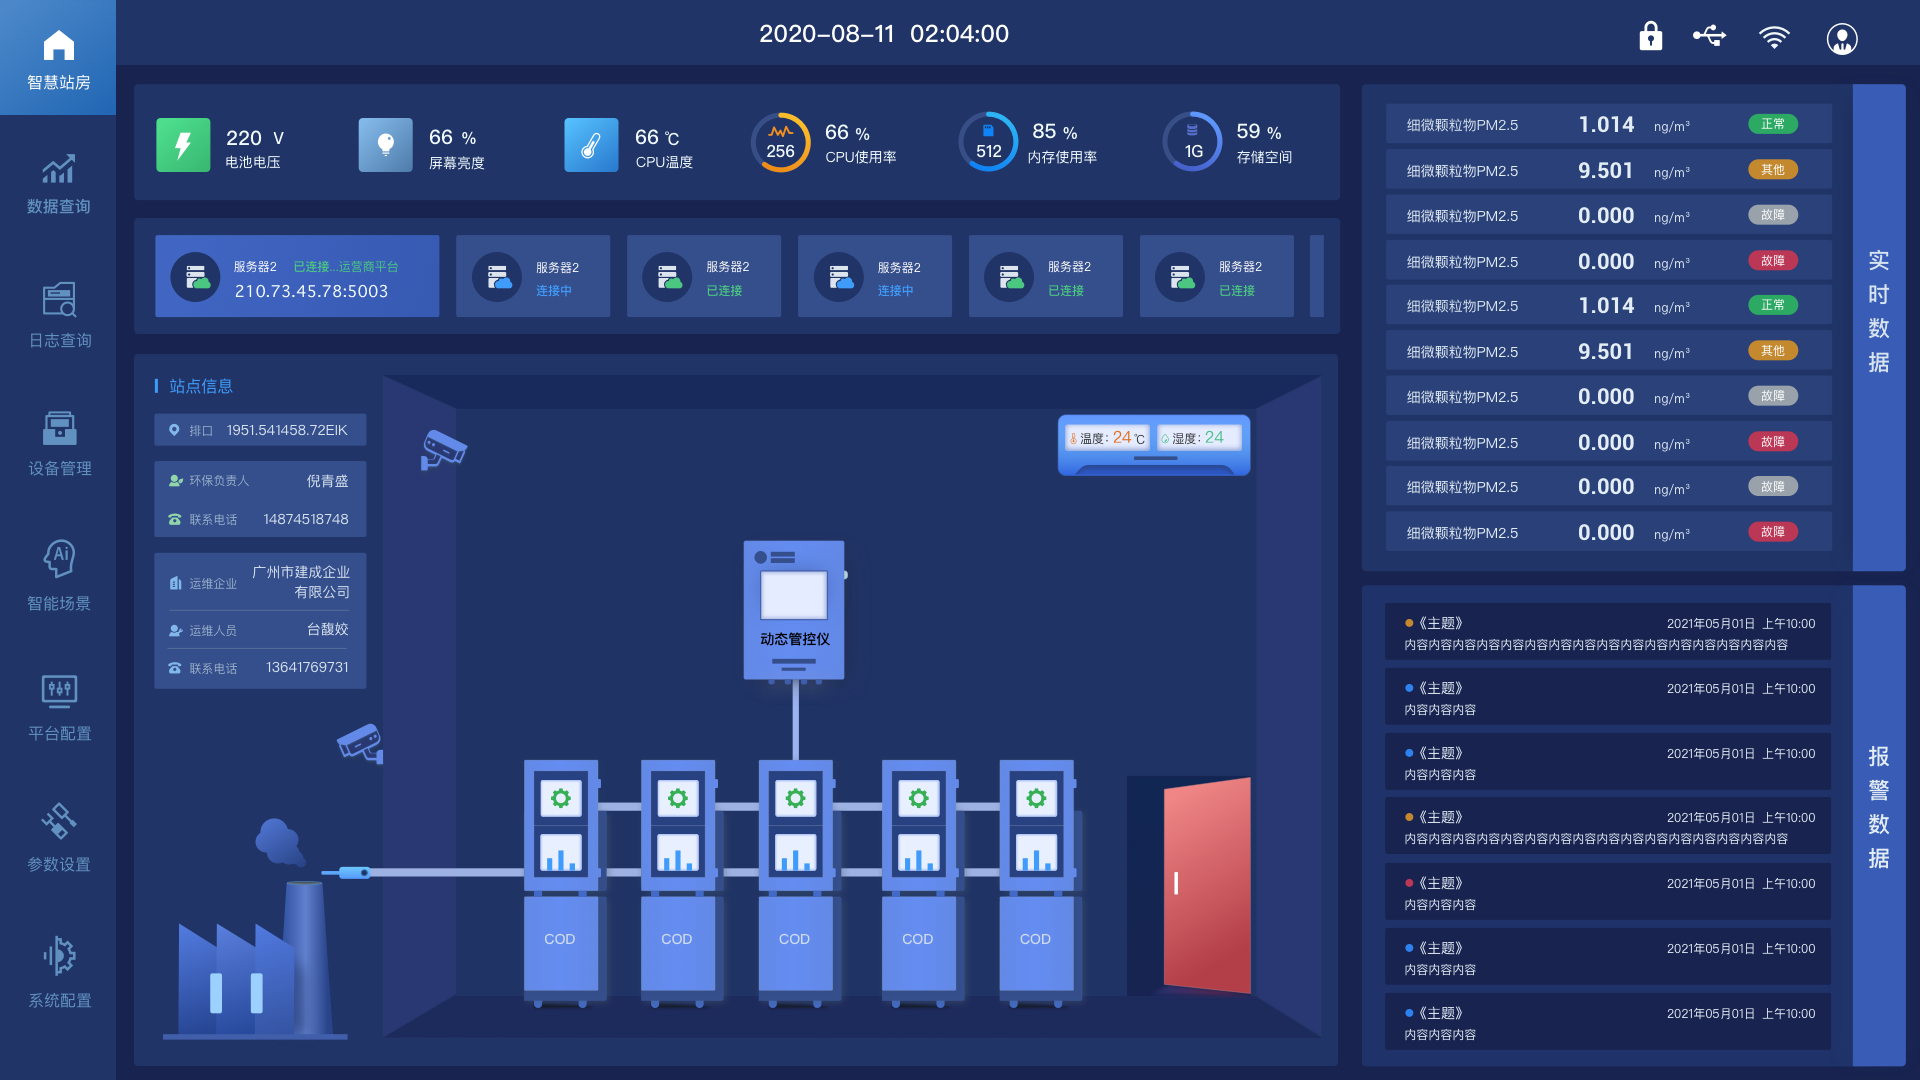 2020-08-11 02:04:00
智慧站房
数据查询
日志查询
设备管理
智能场景
Ai
平台配置
参数设置
系统配置
220 V
电池电压
66 %
屏幕亮度
66 ℃
CPU温度
256
66 %
CPU使用率
512
85 %
内存使用率
1G
59 %
存储空间
服务器2 已连接...运营商平台
210.73.45.78:5003
服务器2
连接中
服务器2
已连接
服务器2
连接中
服务器2
已连接
服务器2
已连接
站点信息
排口 1951.541458.72EIK
环保负责人 倪青盛
联系电话 14874518748
运维企业 广州市建成企业
有限公司
运维人员 台馥姣
联系电话 13641769731
温度: 24 ℃
湿度: 24
动态管控仪
COD
COD
COD
COD
COD
细微颗粒物PM2.5 1.014 ng/m³ 正常
细微颗粒物PM2.5 9.501 ng/m³ 其他
细微颗粒物PM2.5 0.000 ng/m³ 故障
细微颗粒物PM2.5 0.000 ng/m³ 故障
细微颗粒物PM2.5 1.014 ng/m³ 正常
细微颗粒物PM2.5 9.501 ng/m³ 其他
细微颗粒物PM2.5 0.000 ng/m³ 故障
细微颗粒物PM2.5 0.000 ng/m³ 故障
细微颗粒物PM2.5 0.000 ng/m³ 故障
细微颗粒物PM2.5 0.000 ng/m³ 故障
实时数据
《主题》 2021年05月01日 上午10:00
内容内容内容内容内容内容内容内容内容内容内容内容内容内容内容内容
《主题》 2021年05月01日 上午10:00
内容内容内容
《主题》 2021年05月01日 上午10:00
内容内容内容
《主题》 2021年05月01日 上午10:00
内容内容内容内容内容内容内容内容内容内容内容内容内容内容内容内容
《主题》 2021年05月01日 上午10:00
内容内容内容
《主题》 2021年05月01日 上午10:00
内容内容内容
《主题》 2021年05月01日 上午10:00
内容内容内容
报警数据